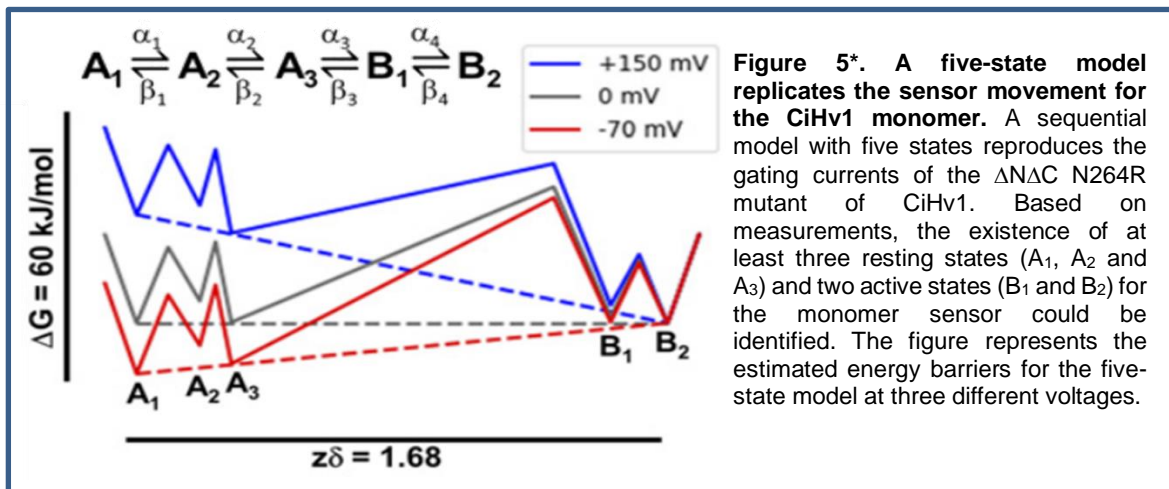 A₁ ⇌ A₂ ⇌ A₃ ⇌ B₁ ⇌ B₂
α₁ α₂ α₃ α₄
β₁ β₂ β₃ β₄
+150 mV
0 mV
-70 mV
ΔG = 60 kJ/mol
A₁ A₂ A₃ B₁ B₂
zδ = 1.68
Figure 5*. A five-state model
replicates the sensor movement for
the CiHv1 monomer. A sequential
model with five states reproduces the
gating currents of the ΔNΔC N264R
mutant of CiHv1. Based on
measurements, the existence of at
least three resting states (A₁, A₂ and
A₃) and two active states (B₁ and B₂) for
the monomer sensor could be
identified. The figure represents the
estimated energy barriers for the five-
state model at three different voltages.